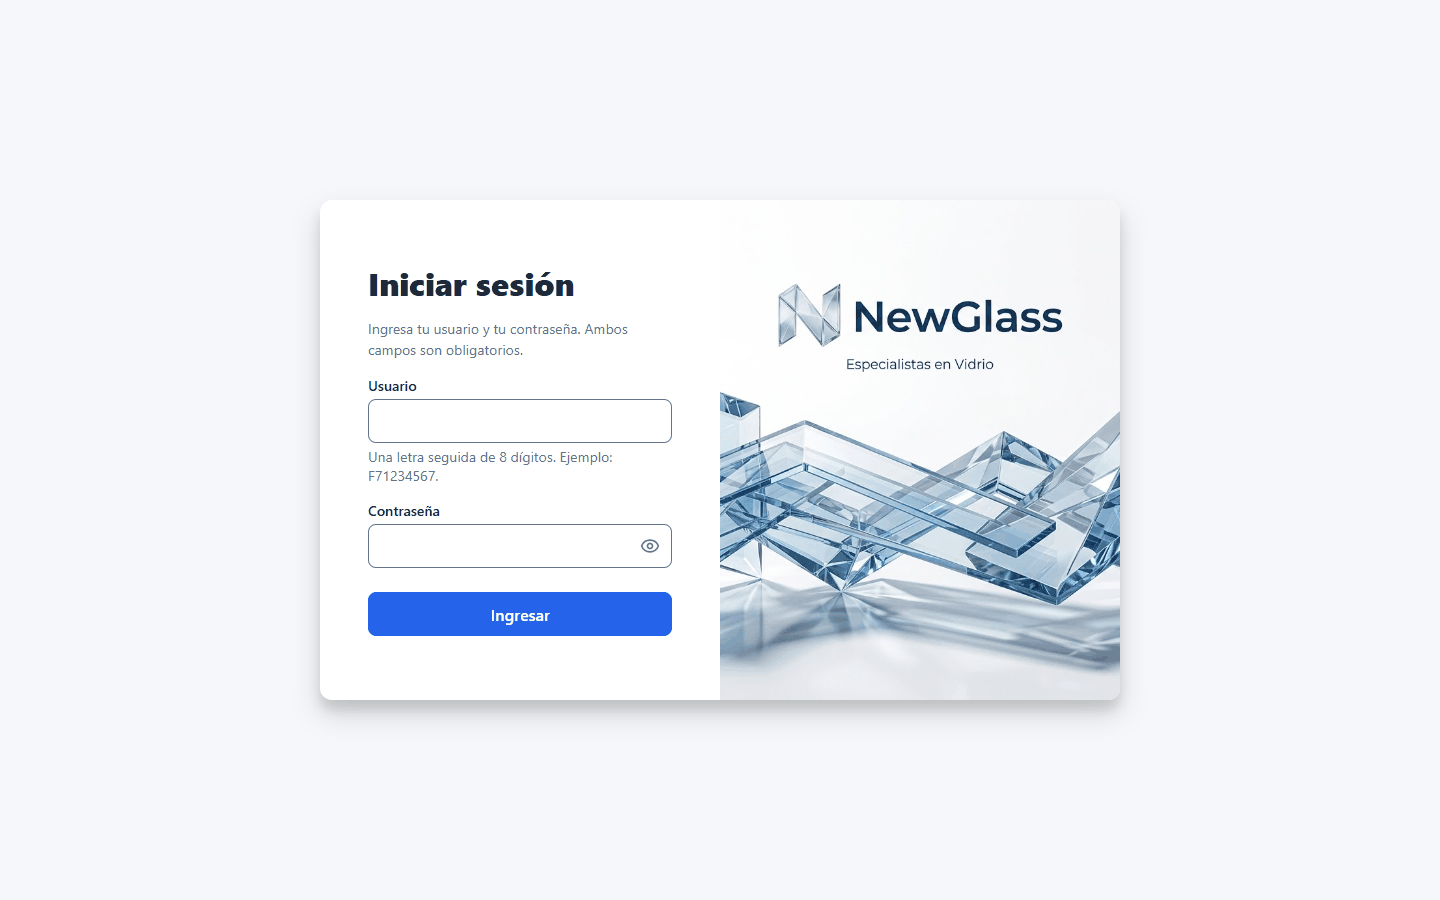 Iniciar sesión
Ingresa tu usuario y tu contraseña. Ambos
campos son obligatorios.
Usuario
Una letra seguida de 8 dígitos. Ejemplo:
F71234567.
Contraseña
Ingresar
NewGlass
Especialistas en Vidrio